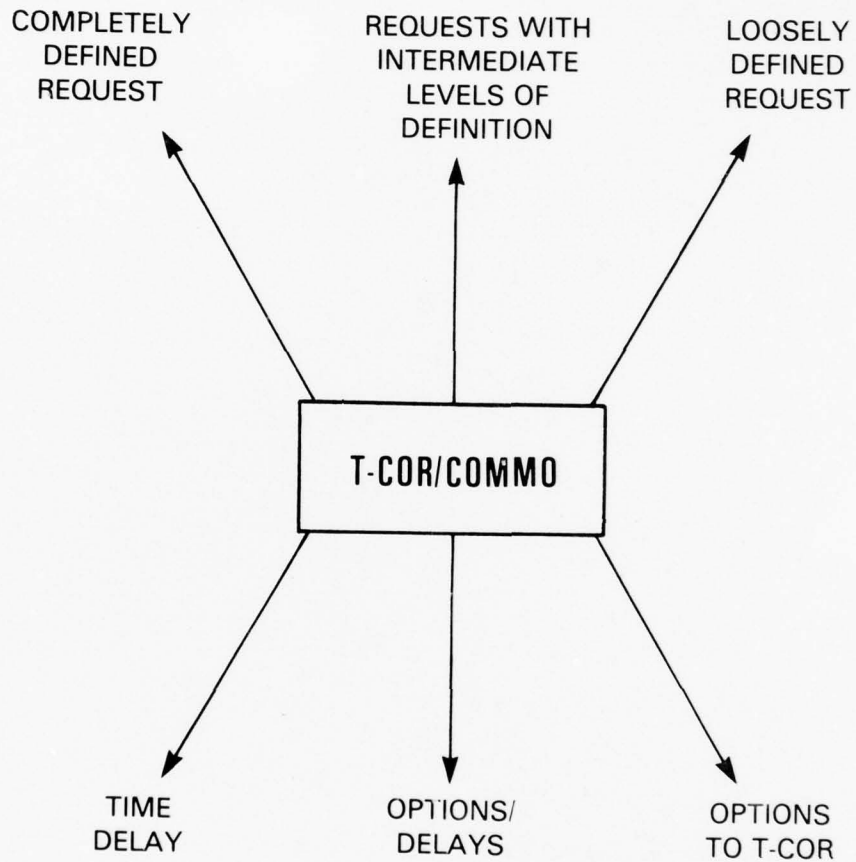 COMPLETELY
DEFINED
REQUEST
REQUESTS WITH
INTERMEDIATE
LEVELS OF
DEFINITION
LOOSELY
DEFINED
REQUEST
T-COR/COMMO
TIME
DELAY
OPTIONS/
DELAYS
OPTIONS
TO T-COR